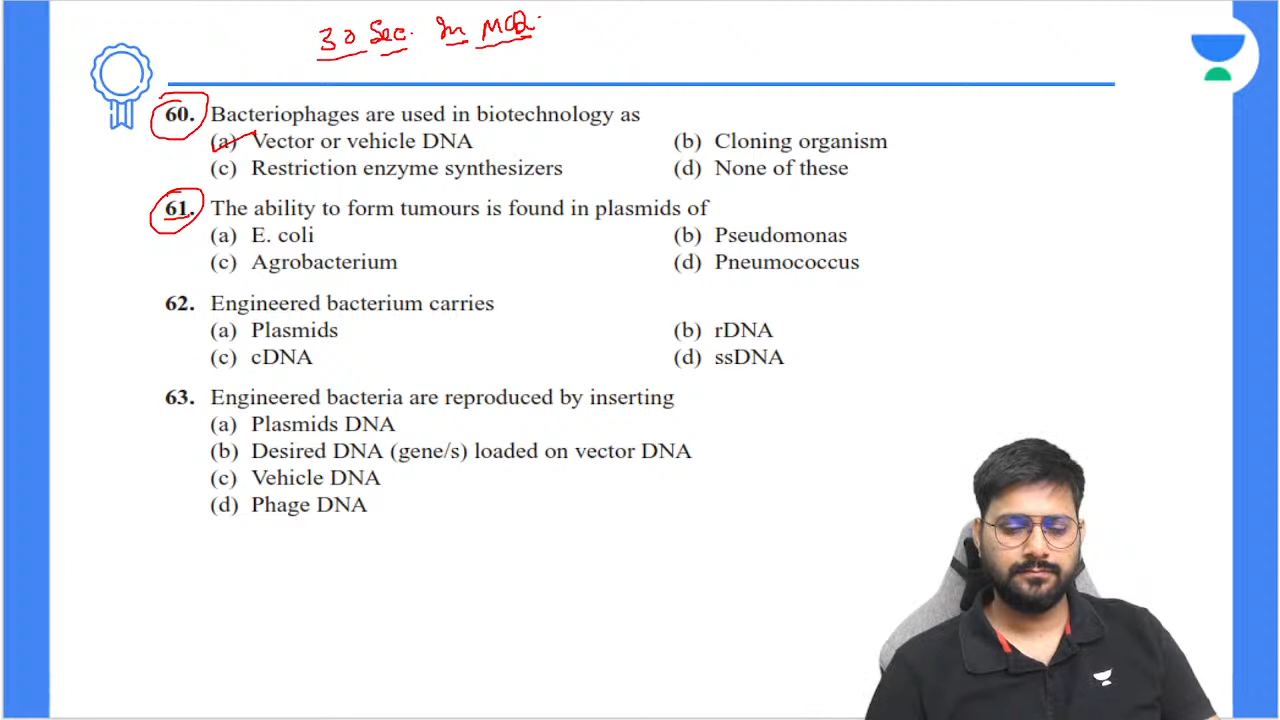 30 Sec. In MCQ.
60. Bacteriophages are used in biotechnology as
(a) Vector or vehicle DNA (b) Cloning organism
(c) Restriction enzyme synthesizers (d) None of these
61. The ability to form tumours is found in plasmids of
(a) E. coli (b) Pseudomonas
(c) Agrobacterium (d) Pneumococcus
62. Engineered bacterium carries
(a) Plasmids (b) rDNA
(c) cDNA (d) ssDNA
63. Engineered bacteria are reproduced by inserting
(a) Plasmids DNA
(b) Desired DNA (gene/s) loaded on vector DNA
(c) Vehicle DNA
(d) Phage DNA